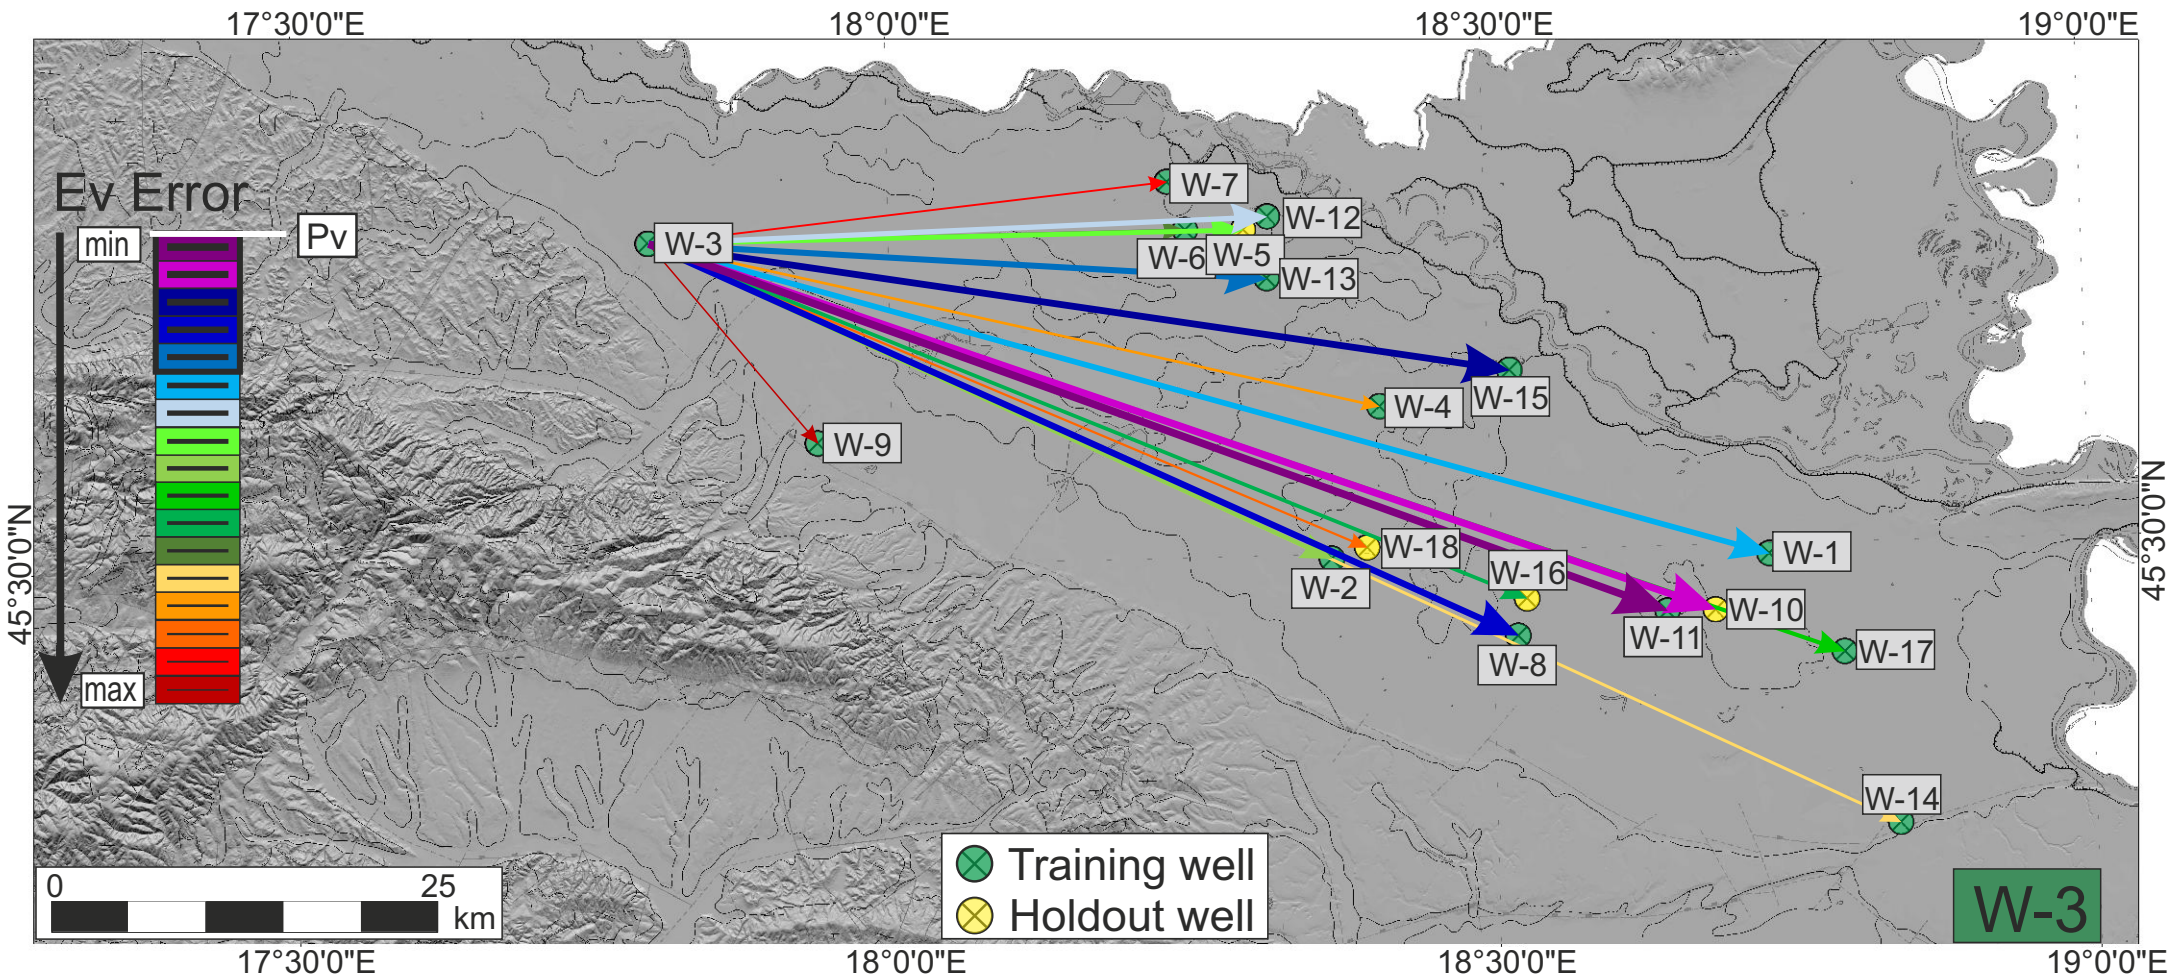 17°30'0"E 18°0'0"E 18°30'0"E 19°0'0"E
Ev Error
min
Pv
max
W-7
W-12
W-3
W-6
W-5
W-13
W-15
W-4
W-9
W-18
W-1
W-16
W-2
W-10
W-11
W-17
W-8
W-14
45°30'0"N
45°30'0"N
0 25
km
Training well
Holdout well
W-3
17°30'0"E 18°0'0"E 18°30'0"E 19°0'0"E